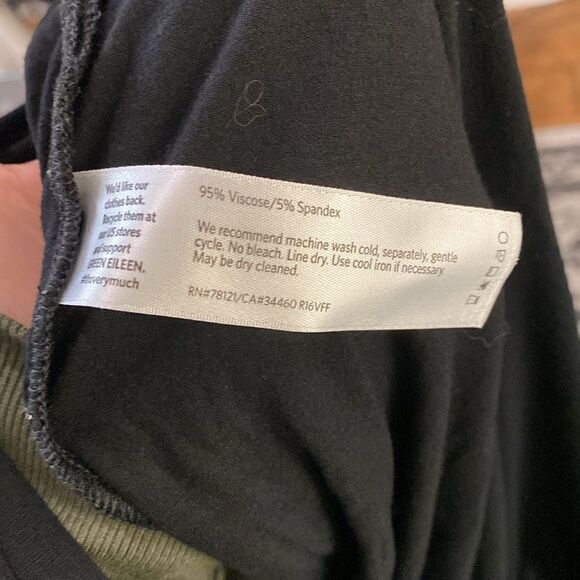 We'd like our
clothes back.
Recycle them at
our US stores
and support
GREEN EILEEN.
#thxverymuch
95% Viscose/5% Spandex
We recommend machine wash cold, separately, gentle
cycle. No bleach. Line dry. Use cool iron if necessary.
May be dry cleaned.
RN#78121/CA#34460 R16VFF